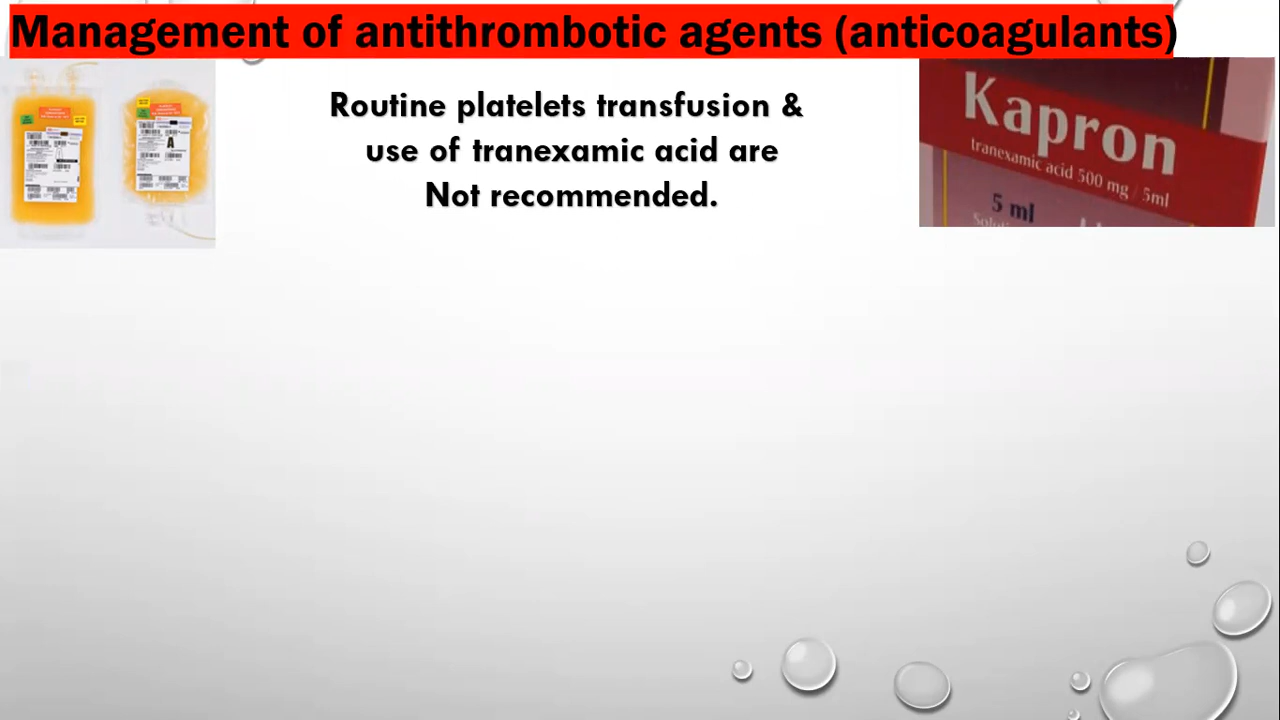 Management of antithrombotic agents (anticoagulants)
Routine platelets transfusion &
use of tranexamic acid are
Not recommended.
Kapron
tranexamic acid 500 mg / 5ml
5 ml